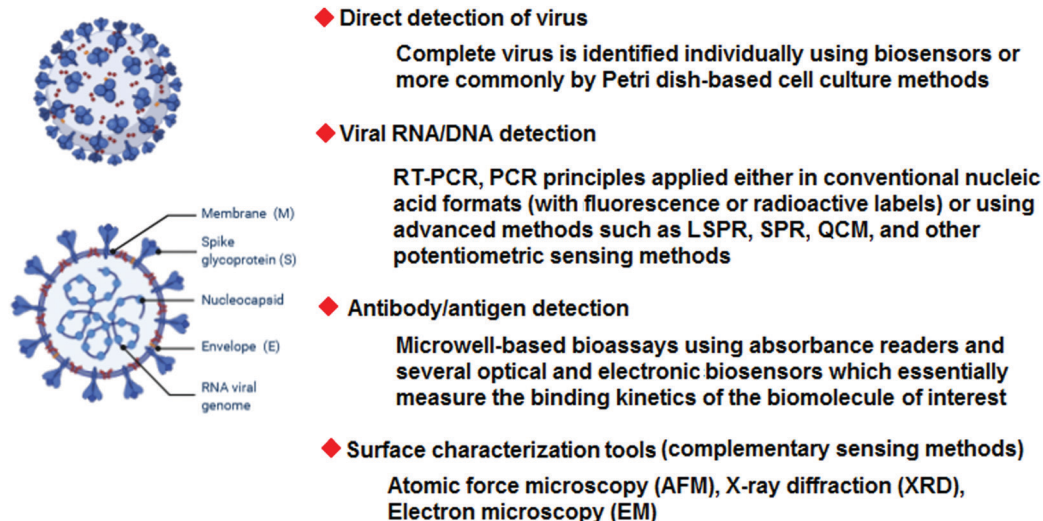 Direct detection of virus
Complete virus is identified individually using biosensors or
more commonly by Petri dish-based cell culture methods
Viral RNA/DNA detection
RT-PCR, PCR principles applied either in conventional nucleic
acid formats (with fluorescence or radioactive labels) or using
advanced methods such as LSPR, SPR, QCM, and other
potentiometric sensing methods
Membrane (M)
Spike
glycoprotein (S)
Nucleocapsid
Envelope (E)
RNA viral
genome
Antibody/antigen detection
Microwell-based bioassays using absorbance readers and
several optical and electronic biosensors which essentially
measure the binding kinetics of the biomolecule of interest
Surface characterization tools (complementary sensing methods)
Atomic force microscopy (AFM), X-ray diffraction (XRD),
Electron microscopy (EM)